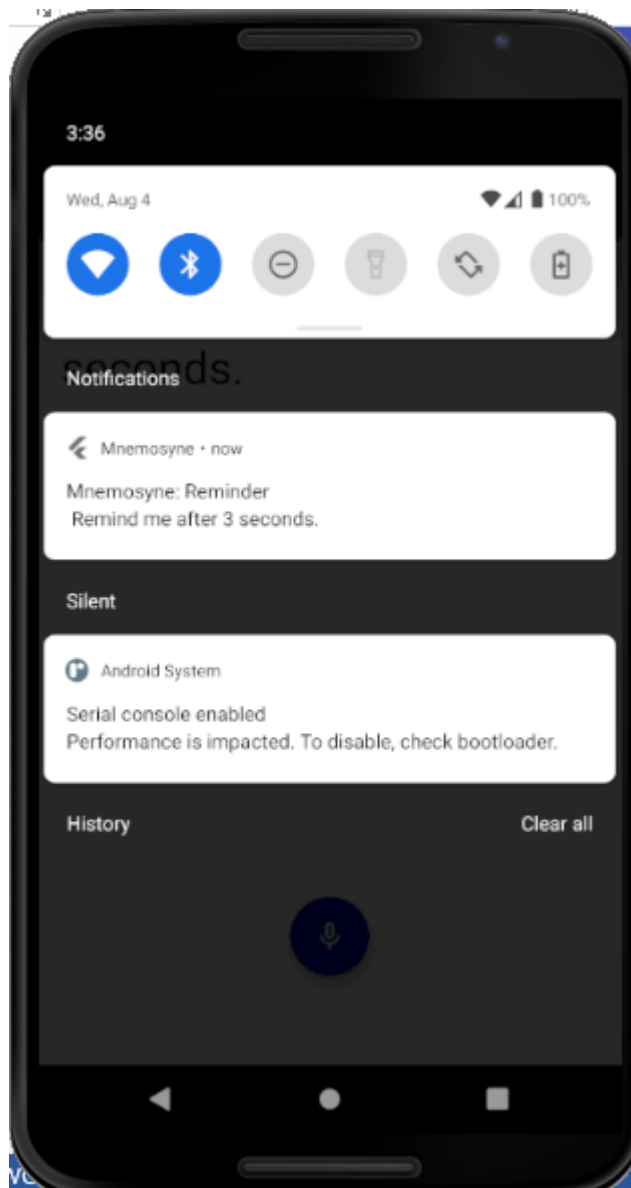 3:36
Wed, Aug 4
100%
seconds.
Notifications
Mnemosyne • now
Mnemosyne: Reminder
Remind me after 3 seconds.
Silent
Android System
Serial console enabled
Performance is impacted. To disable, check bootloader.
History
Clear all